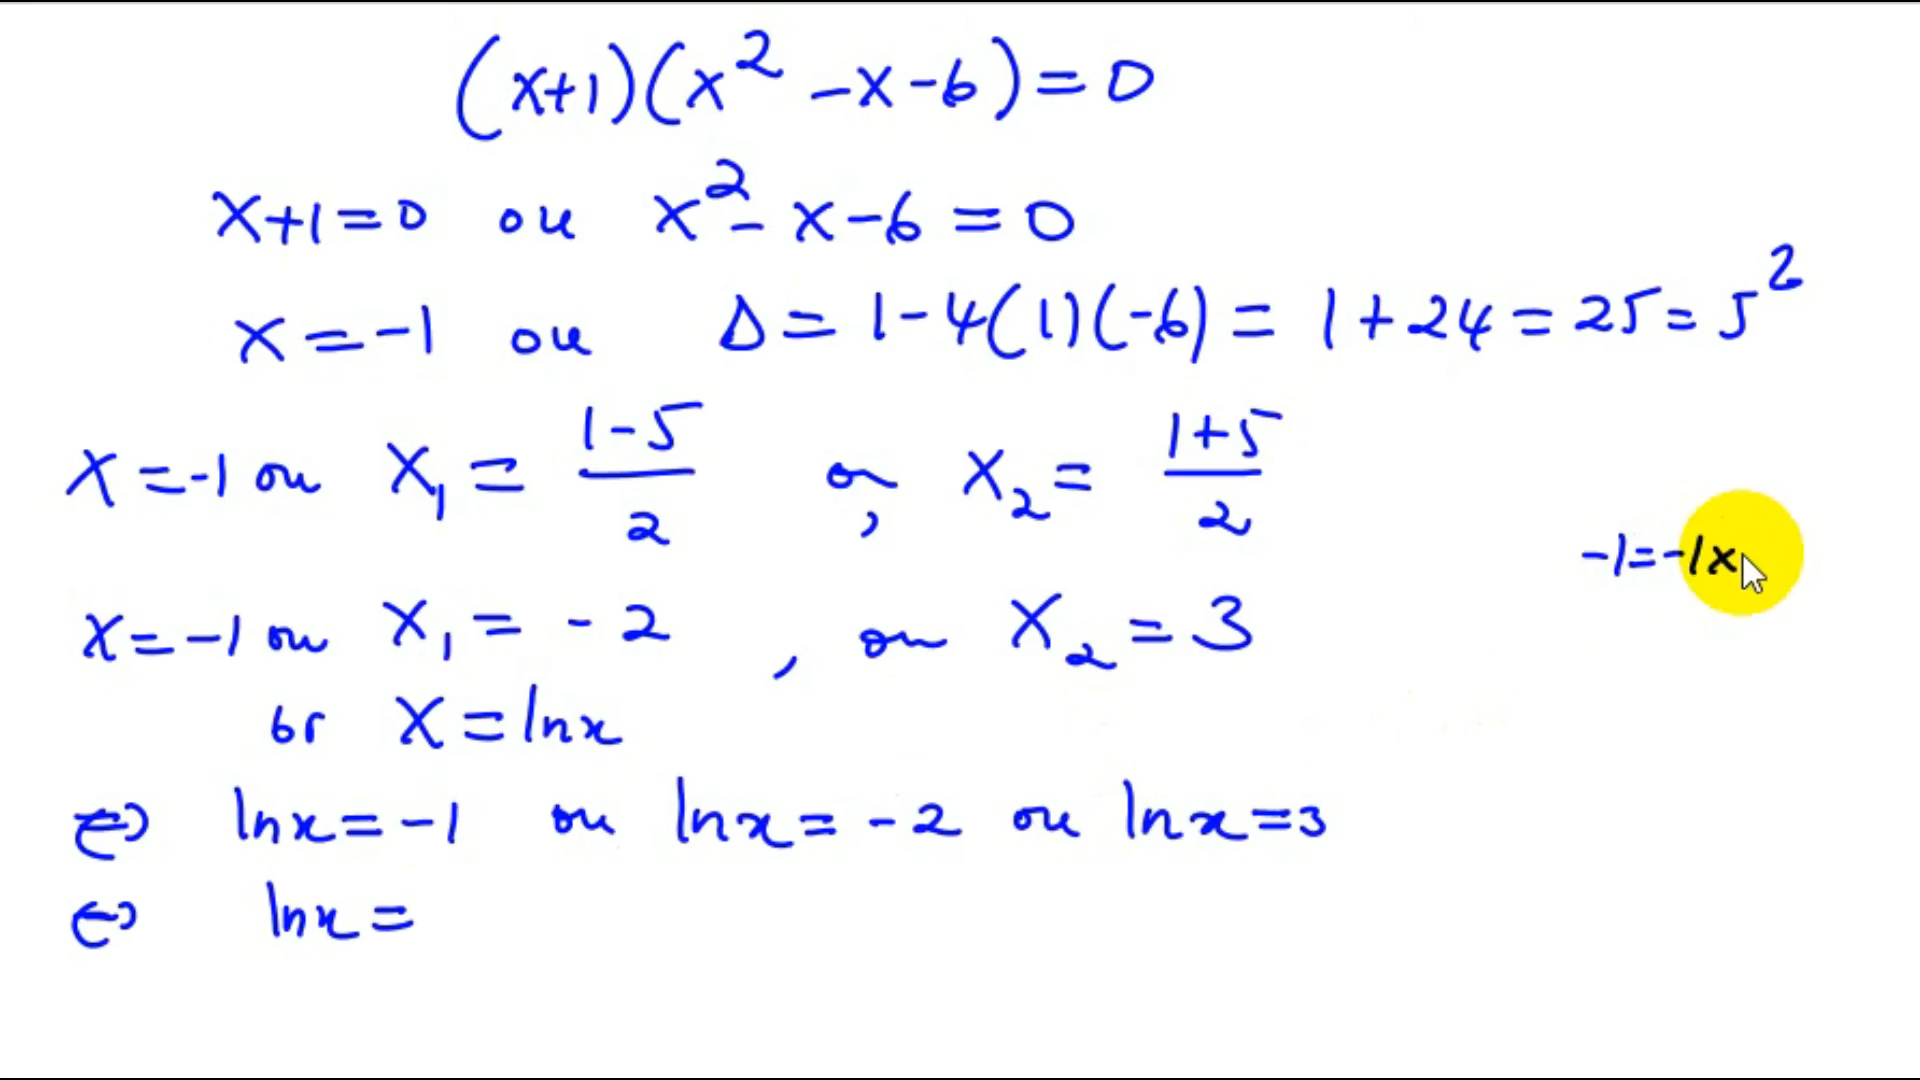 (x+1)(x² -x-6)=0
x+1=0 ou x²-x-6=0
x=-1 ou Δ=1-4(1)(-6)=1+24=25=5²
X=-1 ou X₁=(1-5)/2 ou, X₂=(1+5)/2
-1=-1x
X=-1 ou X₁=-2, ou X₂=3
or X=lnx
⇔ lnx=-1 ou lnx=-2 ou lnx=3
⇔ lnx=